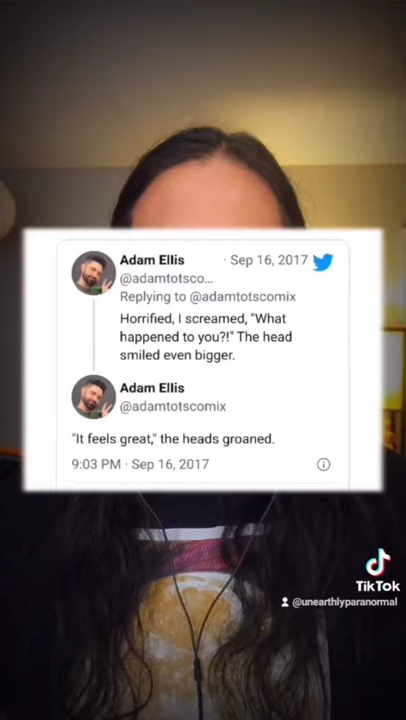 Adam Ellis · Sep 16, 2017
@adamtotsco...
Replying to @adamtotscomix
Horrified, I screamed, "What
happened to you?!" The head
smiled even bigger.
Adam Ellis
@adamtotscomix
"It feels great," the heads groaned.
9:03 PM · Sep 16, 2017
TikTok
@unearthlyparanormal